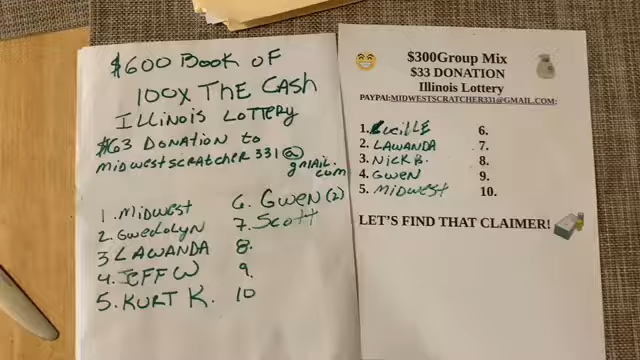 $600 Book of
100x The Cash
Illinois Lottery
$63 Donation to
midwestscratcher331@
gmail.
com
1. Midwest
2. Gwedolyn
3 LAWANDA
4. JEFF W
5. KURT K.
6. Gwen (2)
7. Scott
8.
9.
10
$300Group Mix
$33 DONATION
Illinois Lottery
PAYPAL:MIDWESTSCRATCHER331@GMAIL.COM:
1. Lucille
2. LAWANDA
3. NICK B.
4. GWEN
5. MIDWEST
6.
7.
8.
9.
10.
LET'S FIND THAT CLAIMER!